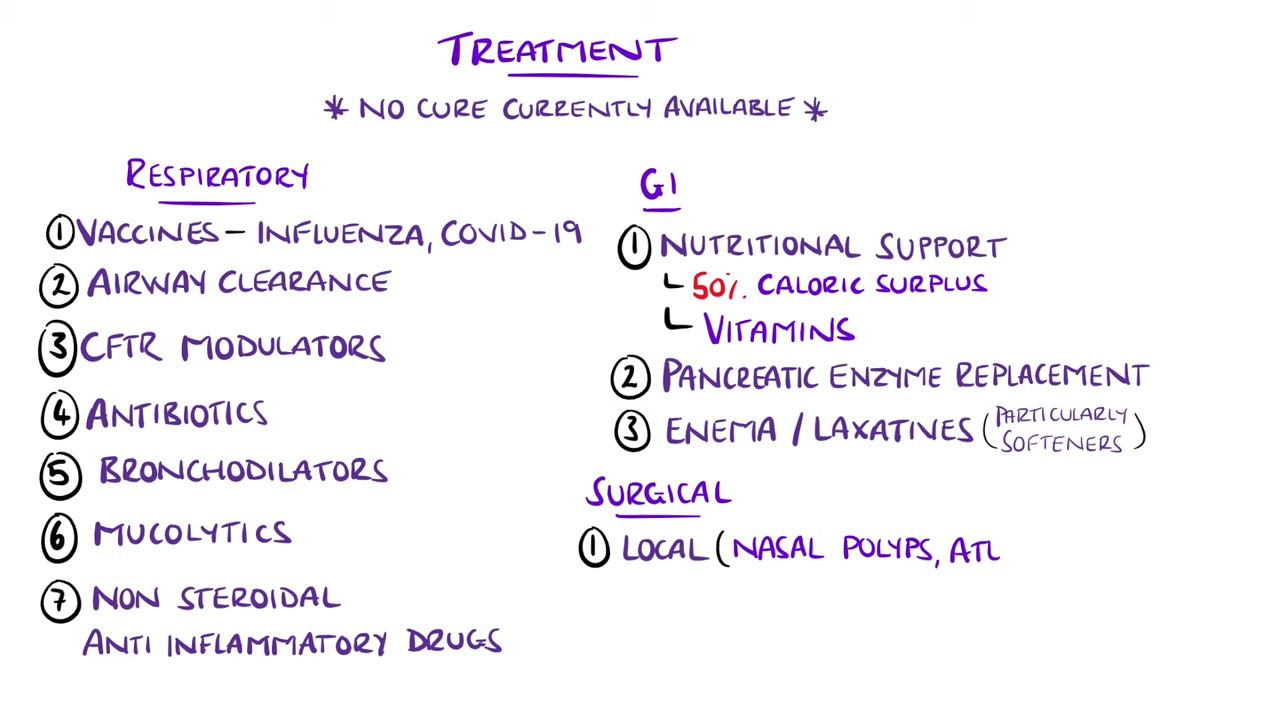 TREATMENT
* NO CURE CURRENTLY AVAILABLE *
RESPIRATORY
1 VACCINES - INFLUENZA, COVID-19
2 AIRWAY CLEARANCE
3 CFTR MODULATORS
4 ANTIBIOTICS
5 BRONCHODILATORS
6 MUCOLYTICS
7 NON STEROIDAL
ANTI INFLAMMATORY DRUGS
GI
1 NUTRITIONAL SUPPORT
50% CALORIC SURPLUS
VITAMINS
2 PANCREATIC ENZYME REPLACEMENT
3 ENEMA / LAXATIVES (PARTICULARLY
SOFTENERS)
SURGICAL
1 LOCAL (NASAL POLYPS, ATL